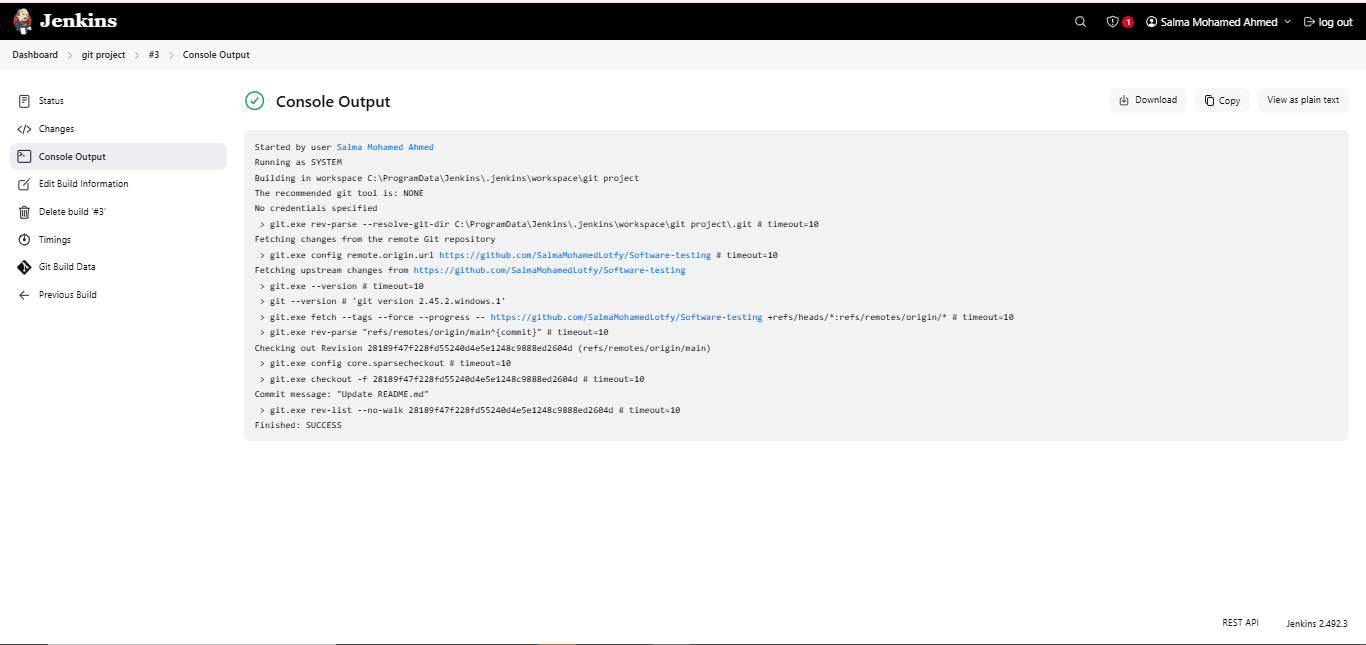 Jenkins
1
Salma Mohamed Ahmed
log out
Dashboard > git project > #3 > Console Output
Status
Changes
Console Output
Edit Build Information
Delete build '#3'
Timings
Git Build Data
Previous Build
Console Output
Download
Copy
View as plain text
Started by user Salma Mohamed Ahmed
Running as SYSTEM
Building in workspace C:\ProgramData\Jenkins\.jenkins\workspace\git project
The recommended git tool is: NONE
No credentials specified
 > git.exe rev-parse --resolve-git-dir C:\ProgramData\Jenkins\.jenkins\workspace\git project\.git # timeout=10
Fetching changes from the remote Git repository
 > git.exe config remote.origin.url https://github.com/SalmaMohamedLotfy/Software-testing # timeout=10
Fetching upstream changes from https://github.com/SalmaMohamedLotfy/Software-testing
 > git.exe --version # timeout=10
 > git --version # 'git version 2.45.2.windows.1'
 > git.exe fetch --tags --force --progress -- https://github.com/SalmaMohamedLotfy/Software-testing +refs/heads/*:refs/remotes/origin/* # timeout=10
 > git.exe rev-parse "refs/remotes/origin/main^{commit}" # timeout=10
Checking out Revision 28189f47f228fd55240d4e5e1248c9888ed2604d (refs/remotes/origin/main)
 > git.exe config core.sparsecheckout # timeout=10
 > git.exe checkout -f 28189f47f228fd55240d4e5e1248c9888ed2604d # timeout=10
Commit message: "Update README.md"
 > git.exe rev-list --no-walk 28189f47f228fd55240d4e5e1248c9888ed2604d # timeout=10
Finished: SUCCESS
REST API
Jenkins 2.492.3